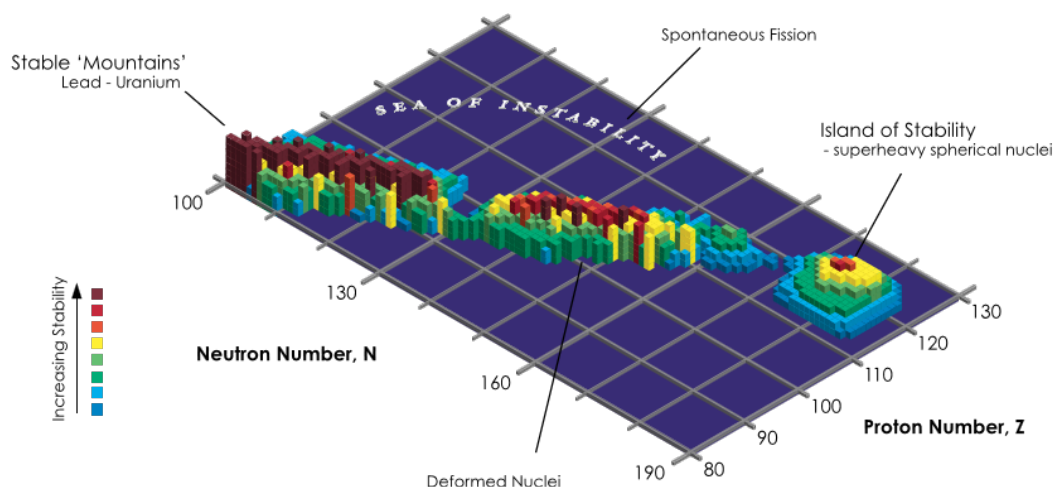 Spontaneous Fission
Stable ‘Mountains’
Lead - Uranium
SEA OF INSTABILITY
Island of Stability
- superheavy spherical nuclei
100
130
160
190
80
90
100
110
120
130
Increasing Stability
Neutron Number, N
Proton Number, Z
Deformed Nuclei